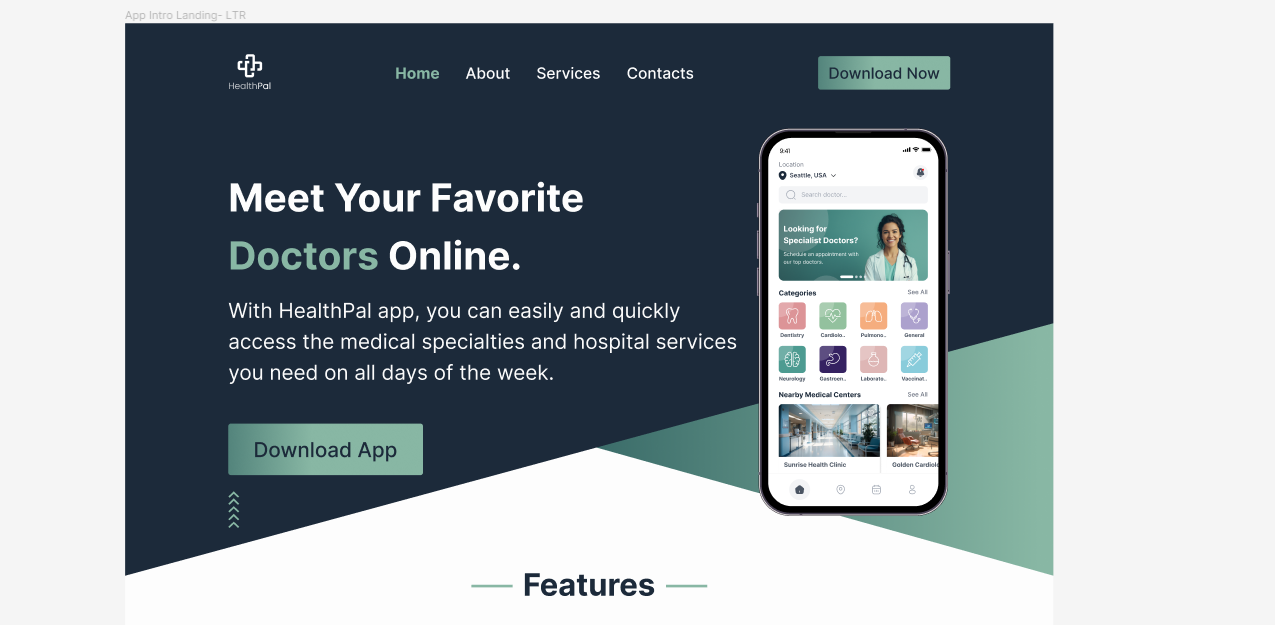 App Intro Landing- LTR
HealthPal
Home About Services Contacts
Download Now
Meet Your Favorite
Doctors Online.
With HealthPal app, you can easily and quickly
access the medical specialties and hospital services
you need on all days of the week.
Download App
9:41
Location
Seattle, USA
Search doctor...
Looking for
Specialist Doctors?
Schedule an appointment with
our top doctors.
Categories See All
Dentistry Cardiolo.. Pulmono.. General
Neurology Gastroen.. Laborato.. Vaccinat..
Nearby Medical Centers See All
Sunrise Health Clinic Golden Cardiolo
Features